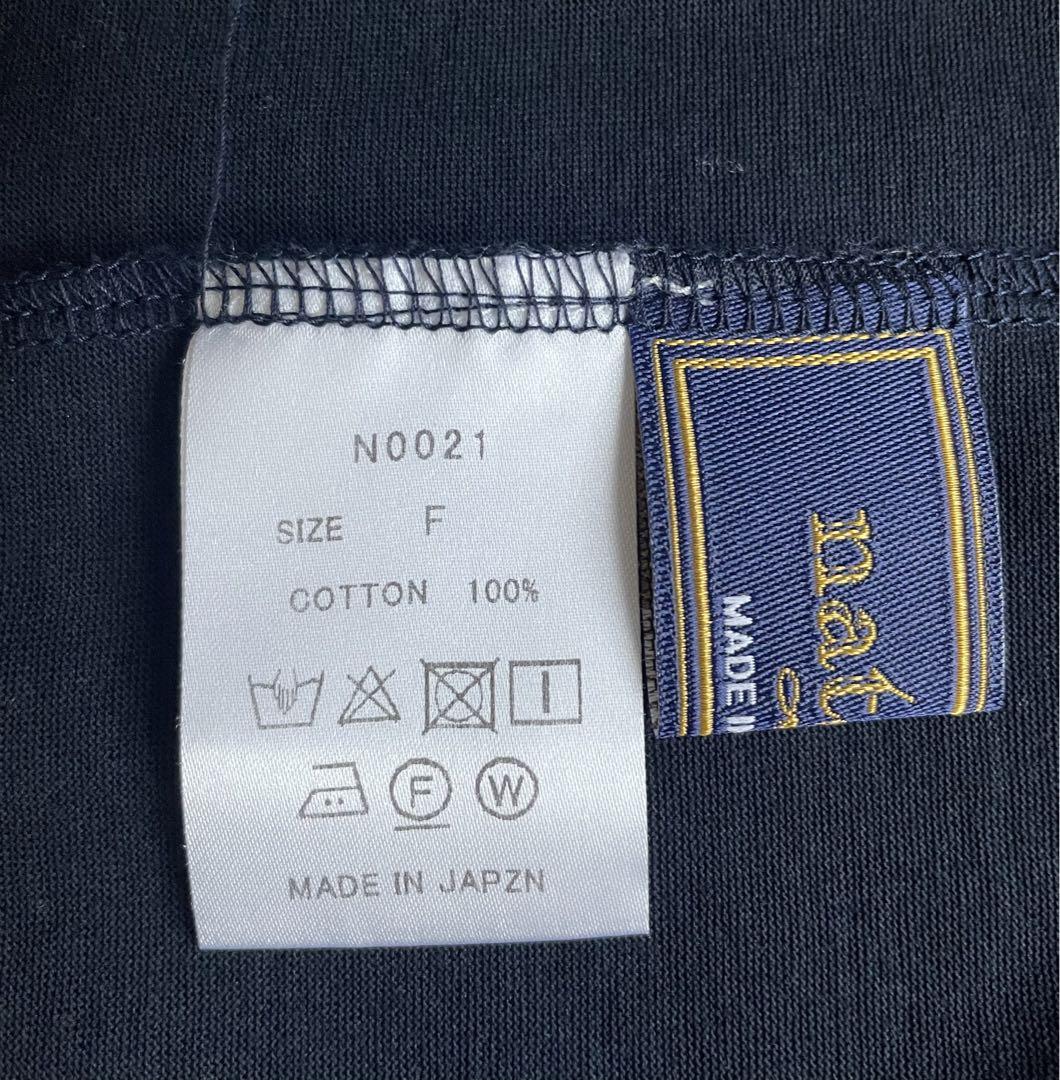 N0021
SIZE F
COTTON 100%
F W
MADE IN JAPZN
MADE